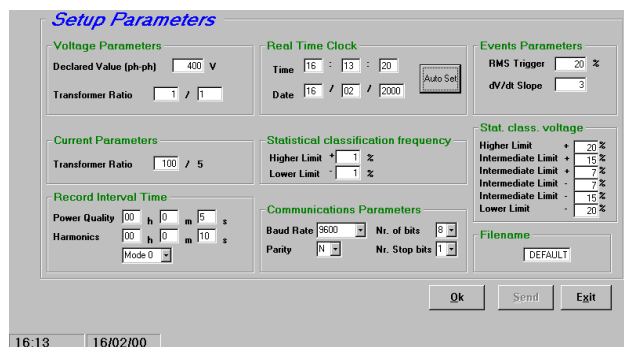 Setup Parameters
Voltage Parameters
Declared Value (ph-ph) 400 V
Transformer Ratio 1 / 1
Real Time Clock
Time 16 : 13 : 20
Date 16 / 02 / 2000
Auto Set
Events Parameters
RMS Trigger 20 %
dV/dt Slope 3
Current Parameters
Transformer Ratio 100 / 5
Statistical classification frequency
Higher Limit + 1 %
Lower Limit - 1 %
Stat. class. voltage
Higher Limit + 20 %
Intermediate Limit + 15 %
Intermediate Limit + 7 %
Intermediate Limit - 7 %
Intermediate Limit - 15 %
Lower Limit - 20 %
Record Interval Time
Power Quality 00 h 0 m 5 s
Harmonics 00 h 0 m 10 s
Mode 0
Communications Parameters
Baud Rate 9600 Nr. of bits 8
Parity N Nr. Stop bits 1
Filename
DEFAULT
Ok Send Exit
16:13 16/02/00